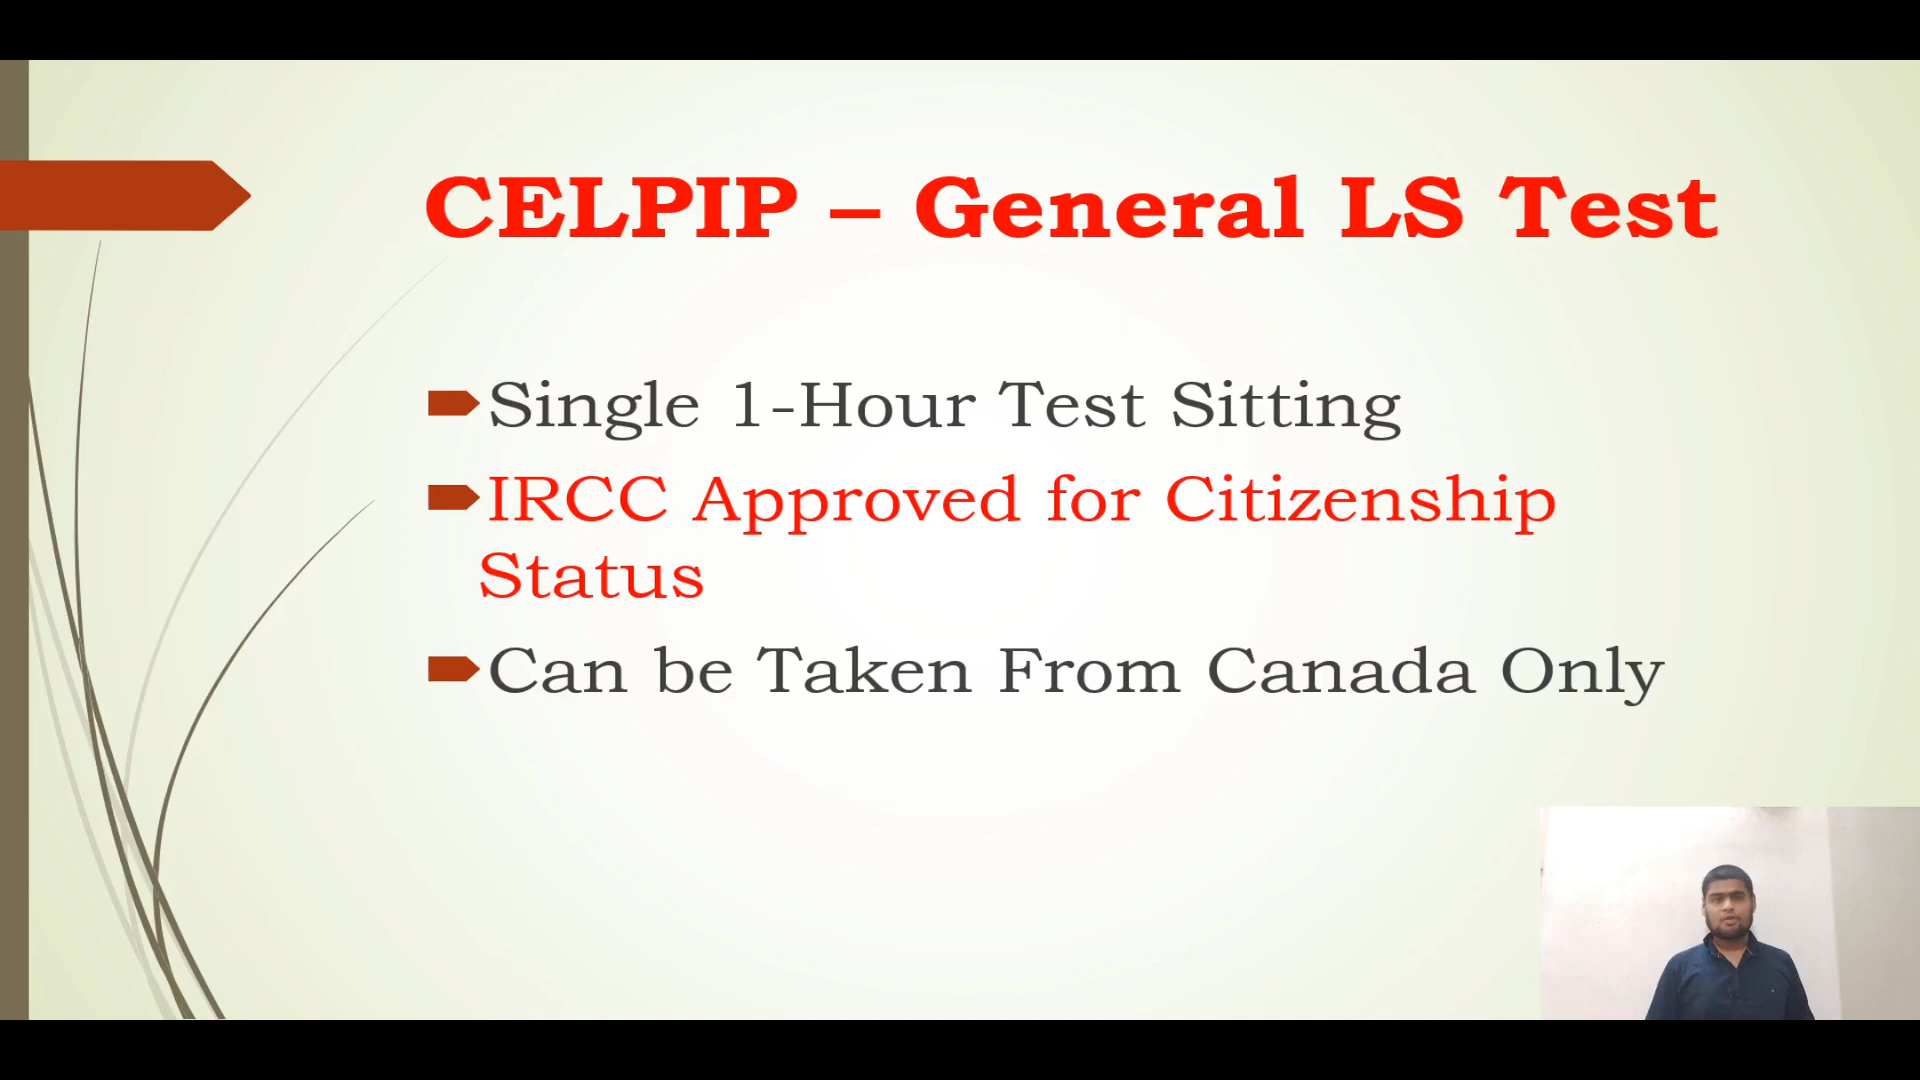 CELPIP – General LS Test
Single 1-Hour Test Sitting
IRCC Approved for Citizenship
Status
Can be Taken From Canada Only